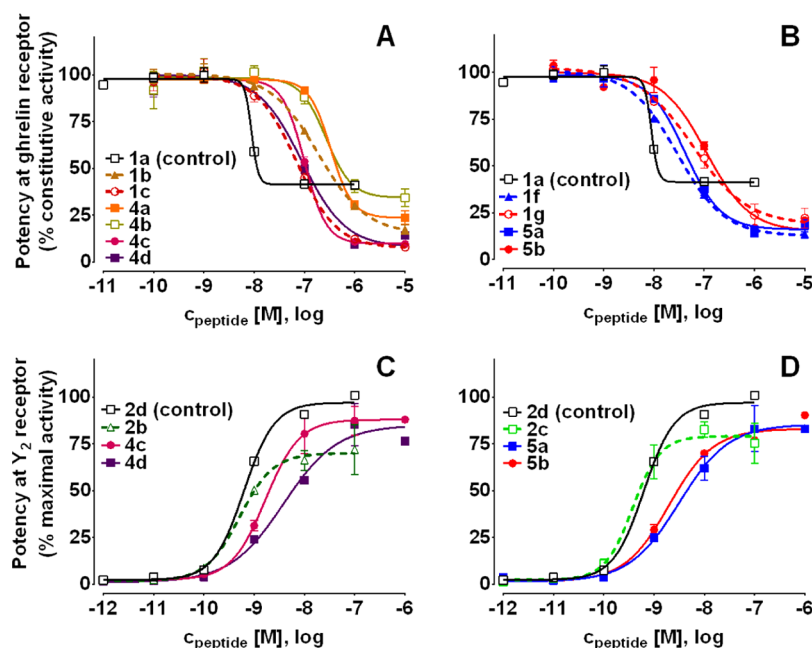 A
Potency at ghrelin receptor
(% constitutive activity)
100
75
50
25
0
1a (control)
1b
1c
4a
4b
4c
4d
-11 -10 -9 -8 -7 -6 -5
cpeptide [M], log
B
100
75
50
25
0
1a (control)
1f
1g
5a
5b
-11 -10 -9 -8 -7 -6 -5
cpeptide [M], log
C
Potency at Y2 receptor
(% maximal activity)
100
75
50
25
0
2d (control)
2b
4c
4d
-12 -11 -10 -9 -8 -7 -6
cpeptide [M], log
D
100
75
50
25
0
2d (control)
2c
5a
5b
-12 -11 -10 -9 -8 -7 -6
cpeptide [M], log